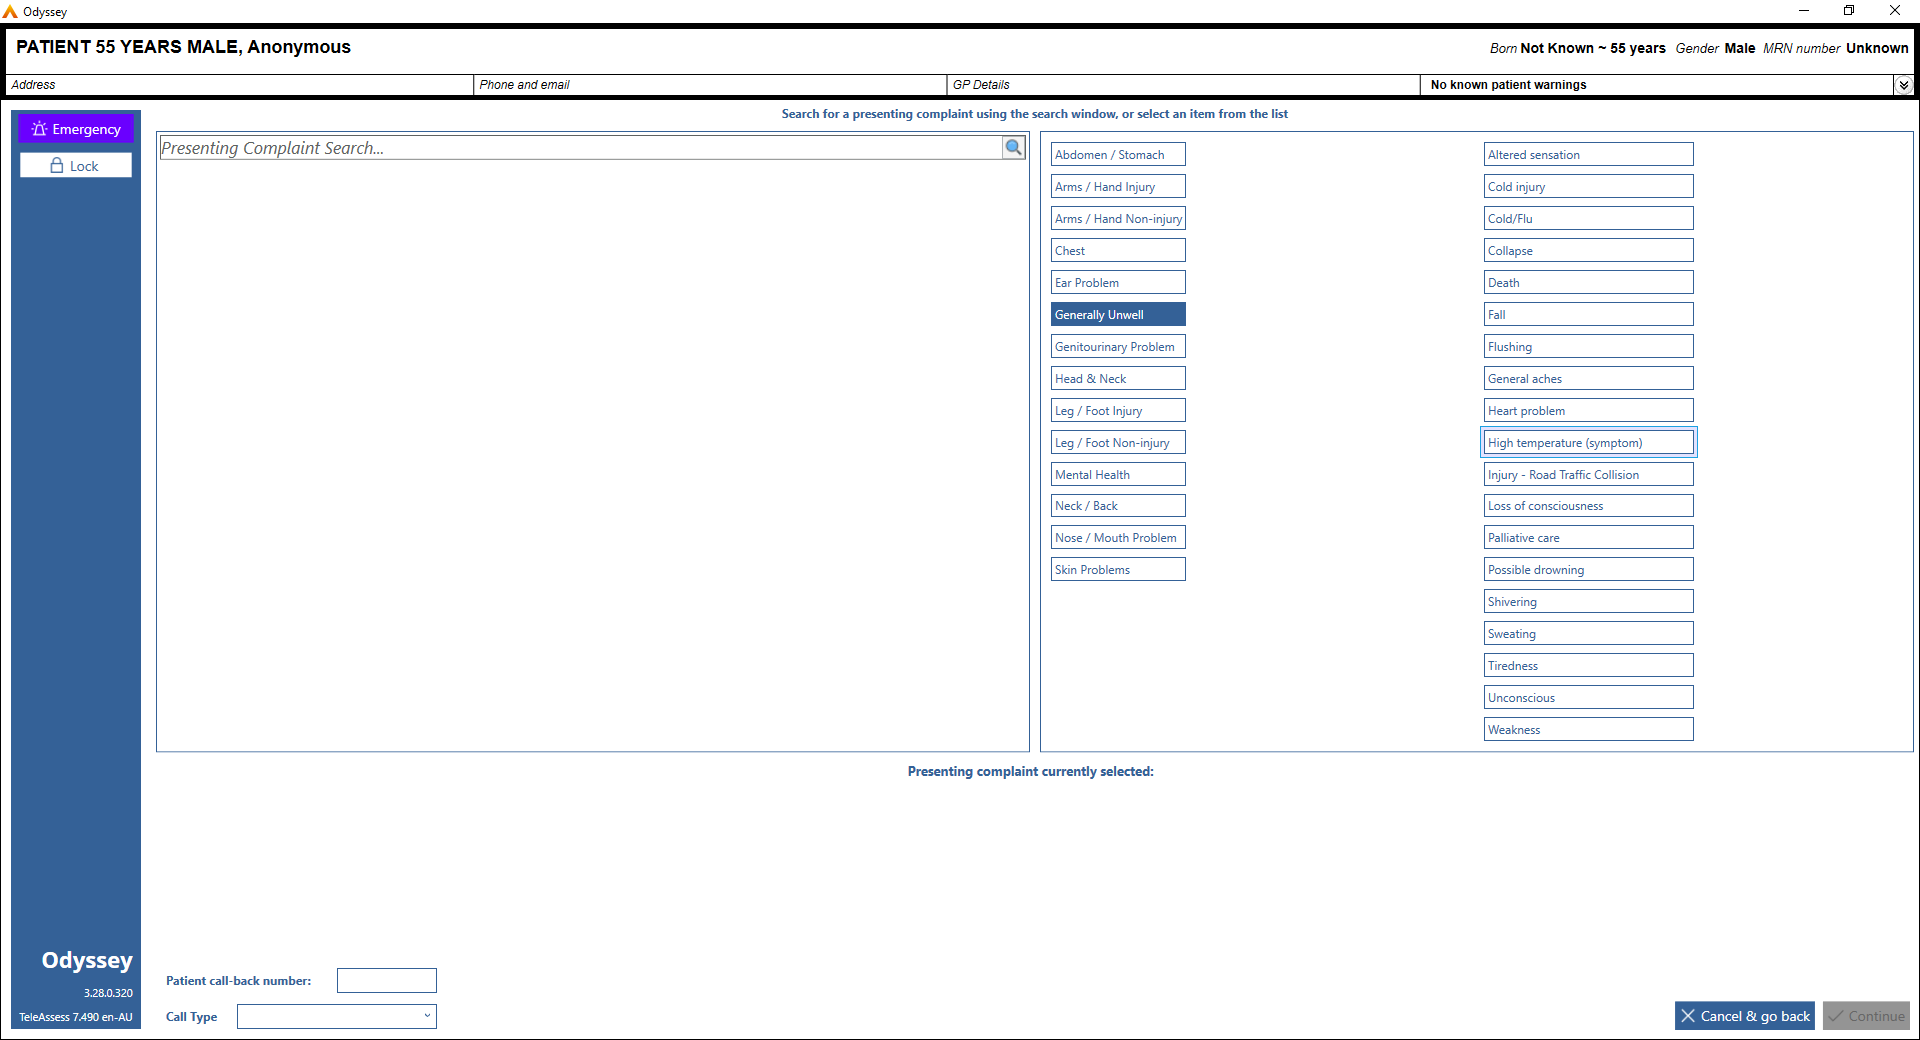 Odyssey
PATIENT 55 YEARS MALE, Anonymous
Born Not Known ~ 55 years Gender Male MRN number Unknown
Address
Phone and email
GP Details
No known patient warnings
Emergency
Lock
Search for a presenting complaint using the search window, or select an item from the list
Presenting Complaint Search...
Abdomen / Stomach
Arms / Hand Injury
Arms / Hand Non-injury
Chest
Ear Problem
Generally Unwell
Genitourinary Problem
Head & Neck
Leg / Foot Injury
Leg / Foot Non-injury
Mental Health
Neck / Back
Nose / Mouth Problem
Skin Problems
Altered sensation
Cold injury
Cold/Flu
Collapse
Death
Fall
Flushing
General aches
Heart problem
High temperature (symptom)
Injury - Road Traffic Collision
Loss of consciousness
Palliative care
Possible drowning
Shivering
Sweating
Tiredness
Unconscious
Weakness
Presenting complaint currently selected:
Odyssey
3.28.0.320
TeleAssess 7.490 en-AU
Patient call-back number:
Call Type
Cancel & go back
Continue